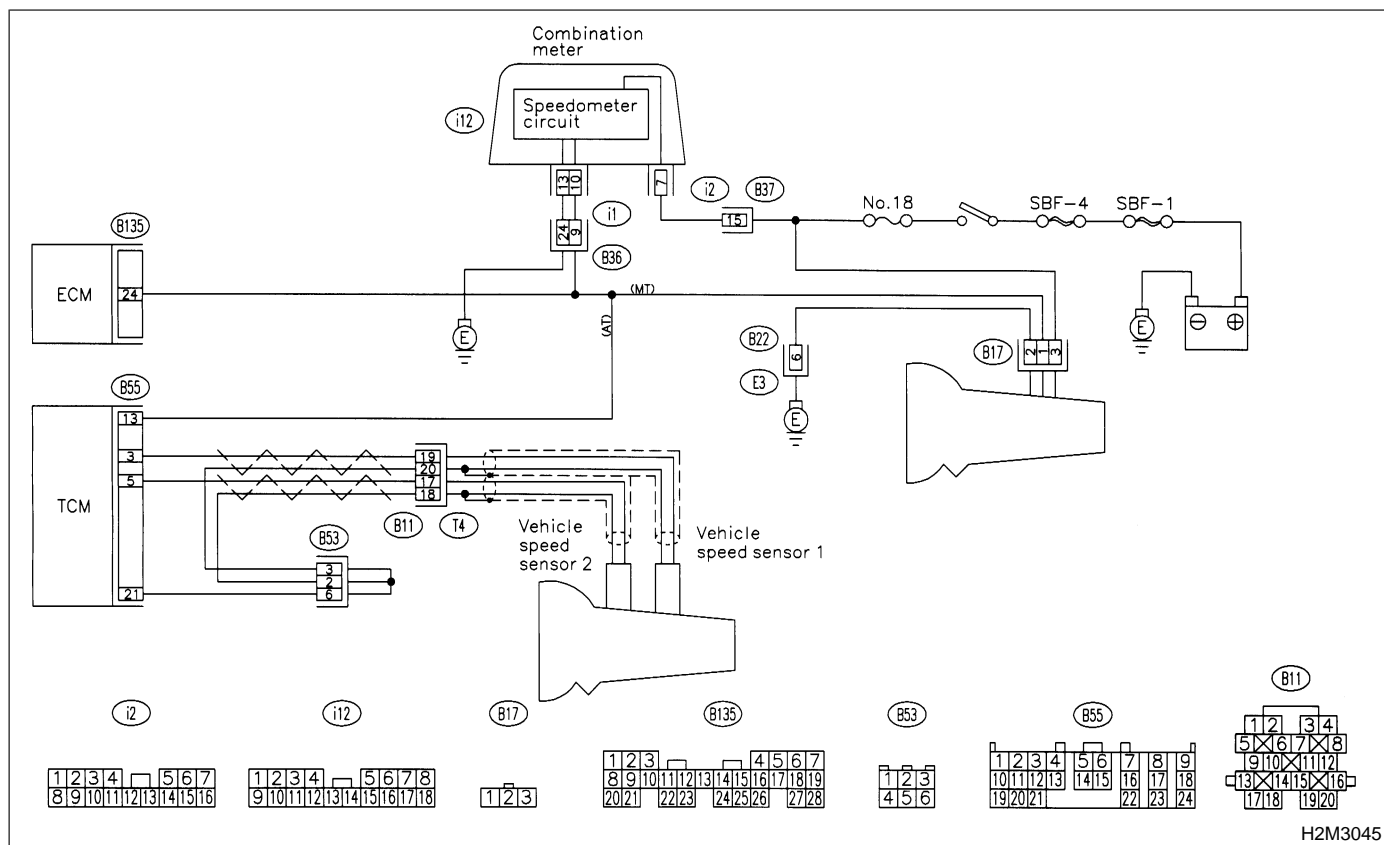 Combination
meter
Speedometer
circuit
i12
13 10
7
i2
B37
No.18
SBF-4
SBF-1
15
i1
24 9
B36
B135
ECM
24
(MT)
(AT)
E
B22
6
E3
E
B17
2 1 3
E
⊖ ⊕
B55
TCM
13
3
5
21
19
20
17
18
B11
T4
B53
3
2
6
Vehicle
speed
sensor 2
Vehicle
speed sensor 1
i2
1 2 3 4 5 6 7
8 9 10 11 12 13 14 15 16
i12
1 2 3 4 5 6 7 8
9 10 11 12 13 14 15 16 17 18
B17
1 2 3
B135
1 2 3 4 5 6 7
8 9 10 11 12 13 14 15 16 17 18 19
20 21 22 23 24 25 26 27 28
B53
1 2 3
4 5 6
B55
1 2 3 4 5 6 7 8 9
10 11 12 13 14 15 16 17 18
19 20 21 22 23 24
B11
1 2 3 4
5 6 7 8
9 10 11 12
13 14 15 16
17 18 19 20
H2M3045